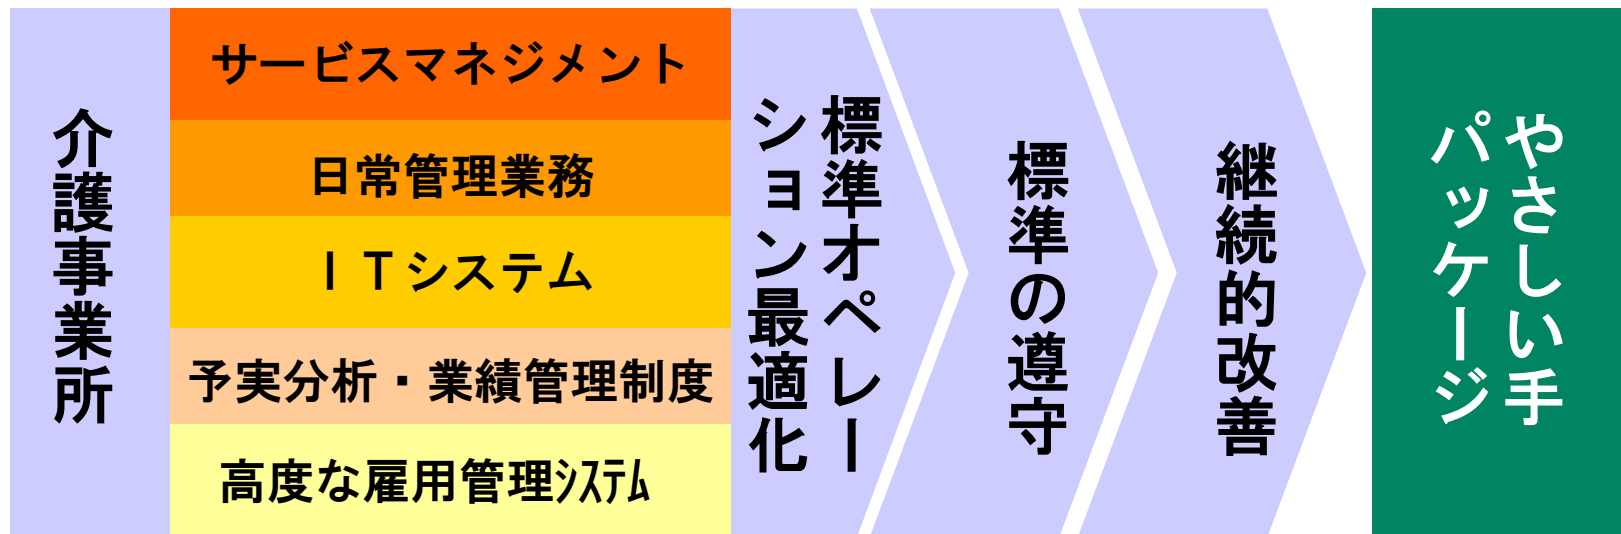 介護事業所
サービスマネジメント
日常管理業務
ＩＴシステム
予実分析・業績管理制度
高度な雇用管理ｼｽﾃﾑ
標準オペレー
ション最適化
標準の遵守
継続的改善
やさしい手
パッケージ